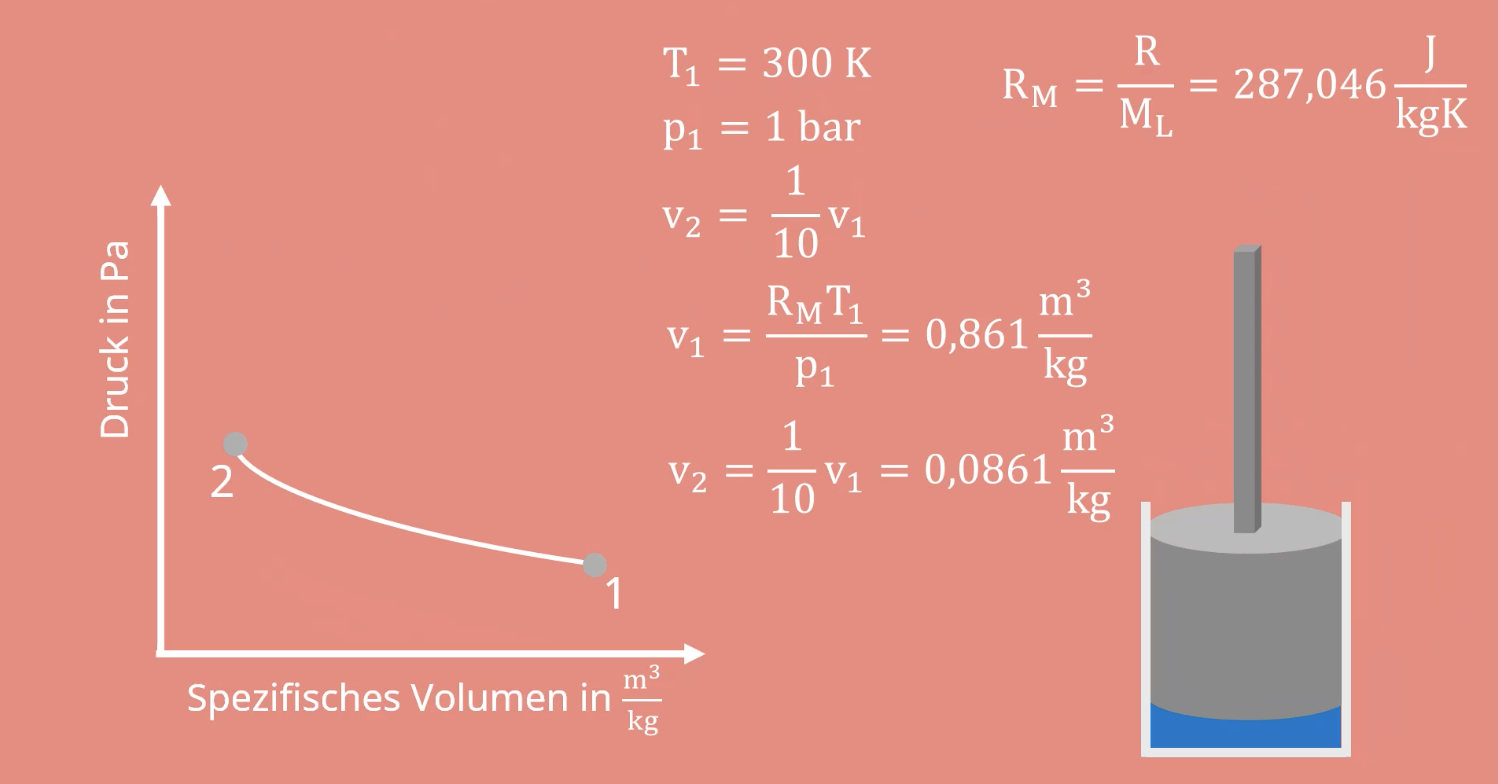 T₁ = 300 K
p₁ = 1 bar
v₂ = 1/10 v₁
v₁ = R_M T₁ / p₁ = 0,861 m³/kg
v₂ = 1/10 v₁ = 0,0861 m³/kg
R_M = R / M_L = 287,046 J/kgK
Druck in Pa
2
1
Spezifisches Volumen in m³/kg